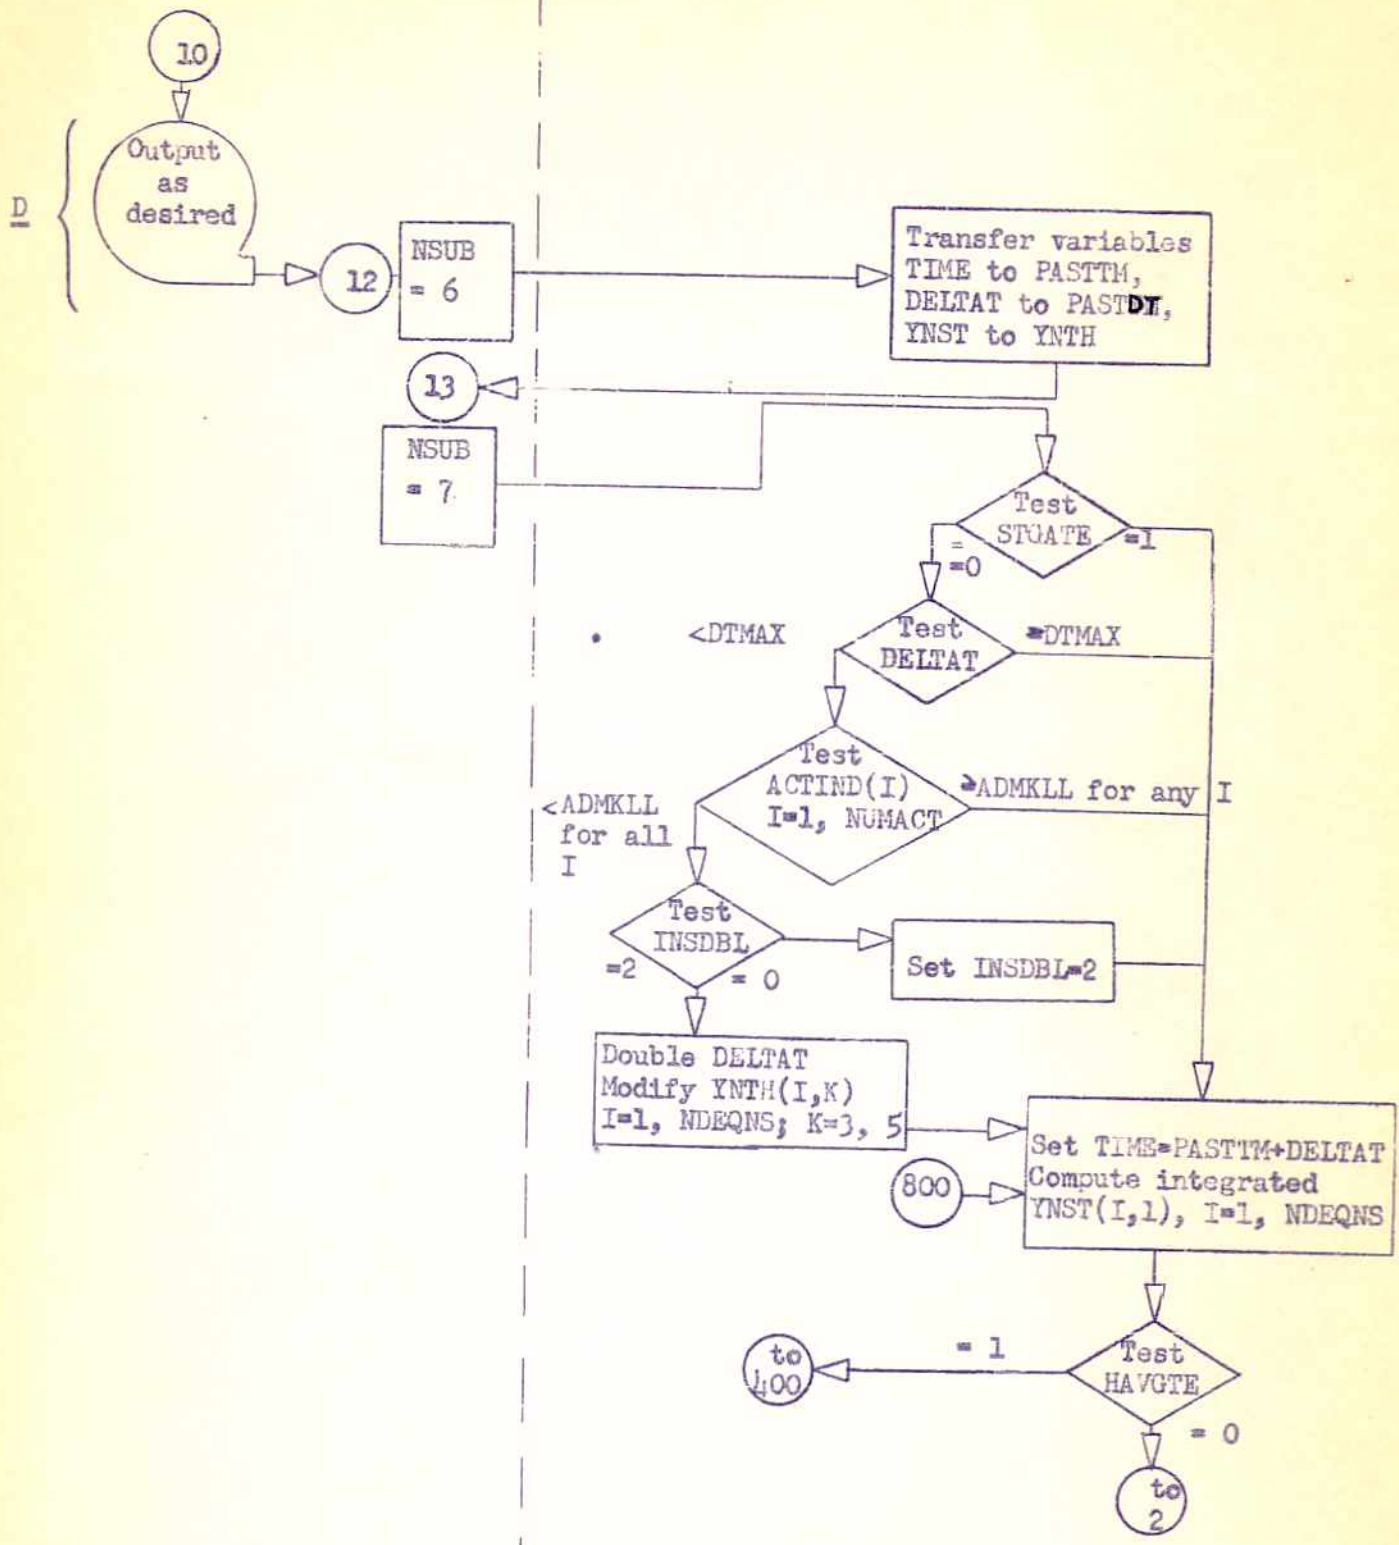 10
Output
as
desired
D
12
NSUB
= 6
Transfer variables
TIME to PASTTM,
DELTAT to PASTDT,
YNST to YNTH
13
NSUB
= 7
Test
STGATE
=1
=
=0
<DTMAX
Test
DELTAT
=DTMAX
Test
ACTIND(I)
I=1, NUMACT
≥ADMKLL for any I
<ADMKLL
for all
I
Test
INSDBL
=2
= 0
Set INSDBL=2
Double DELTAT
Modify YNTH(I,K)
I=1, NDEQNS; K=3, 5
Set TIME=PASTTM+DELTAT
Compute integrated
YNST(I,1), I=1, NDEQNS
800
Test
HAVGTE
= 1
to
400
= 0
to
2